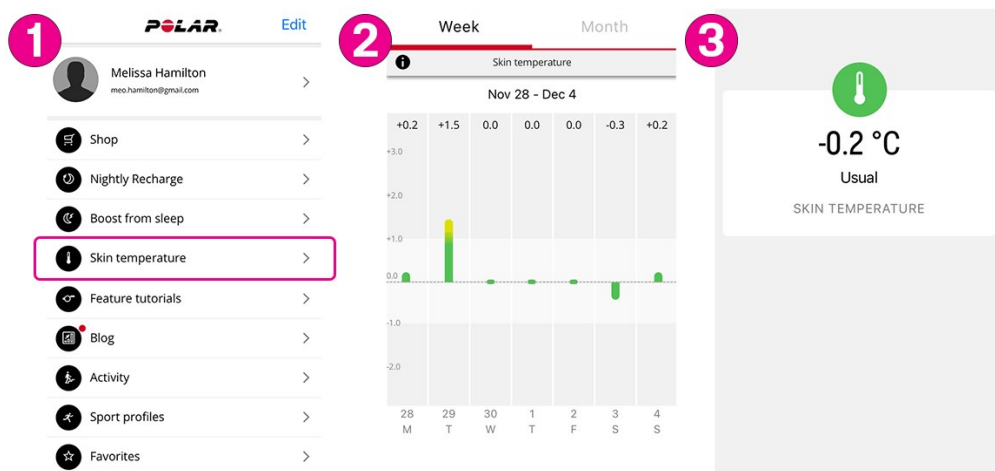 1
POLAR.
Edit
Melissa Hamilton
meo.hamilton@gmail.com
Shop
Nightly Recharge
Boost from sleep
Skin temperature
Feature tutorials
Blog
Activity
Sport profiles
Favorites
2
Week Month
Skin temperature
Nov 28 - Dec 4
+0.2 +1.5 0.0 0.0 0.0 -0.3 +0.2
+3.0
+2.0
+1.0
0.0
-1.0
-2.0
28 29 30 1 2 3 4
M T W T F S S
3
-0.2 °C
Usual
SKIN TEMPERATURE